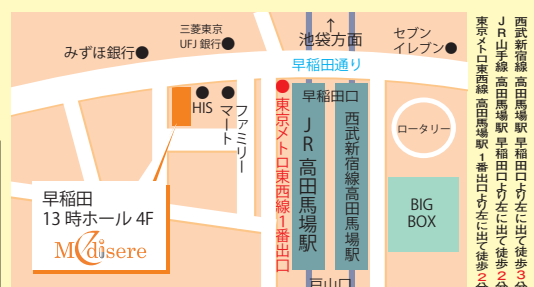 西武新宿線 高田馬場駅 早稲田口より左に出て徒歩3分
JR山手線 高田馬場駅 早稲田口より左に出て徒歩2分
東京メトロ東西線 高田馬場駅 1番出口より左に出て徒歩2分
↑
池袋方面
三菱東京
UFJ 銀行
みずほ銀行
セブン
イレブン
早稲田通り
早稲田口
HIS
ファミリー
マート
東京メトロ東西線1番出口
JR高田馬場駅
西武新宿線高田馬場駅
ロータリー
BIG
BOX
早稲田
13時ホール 4F
Modisere
戸山口